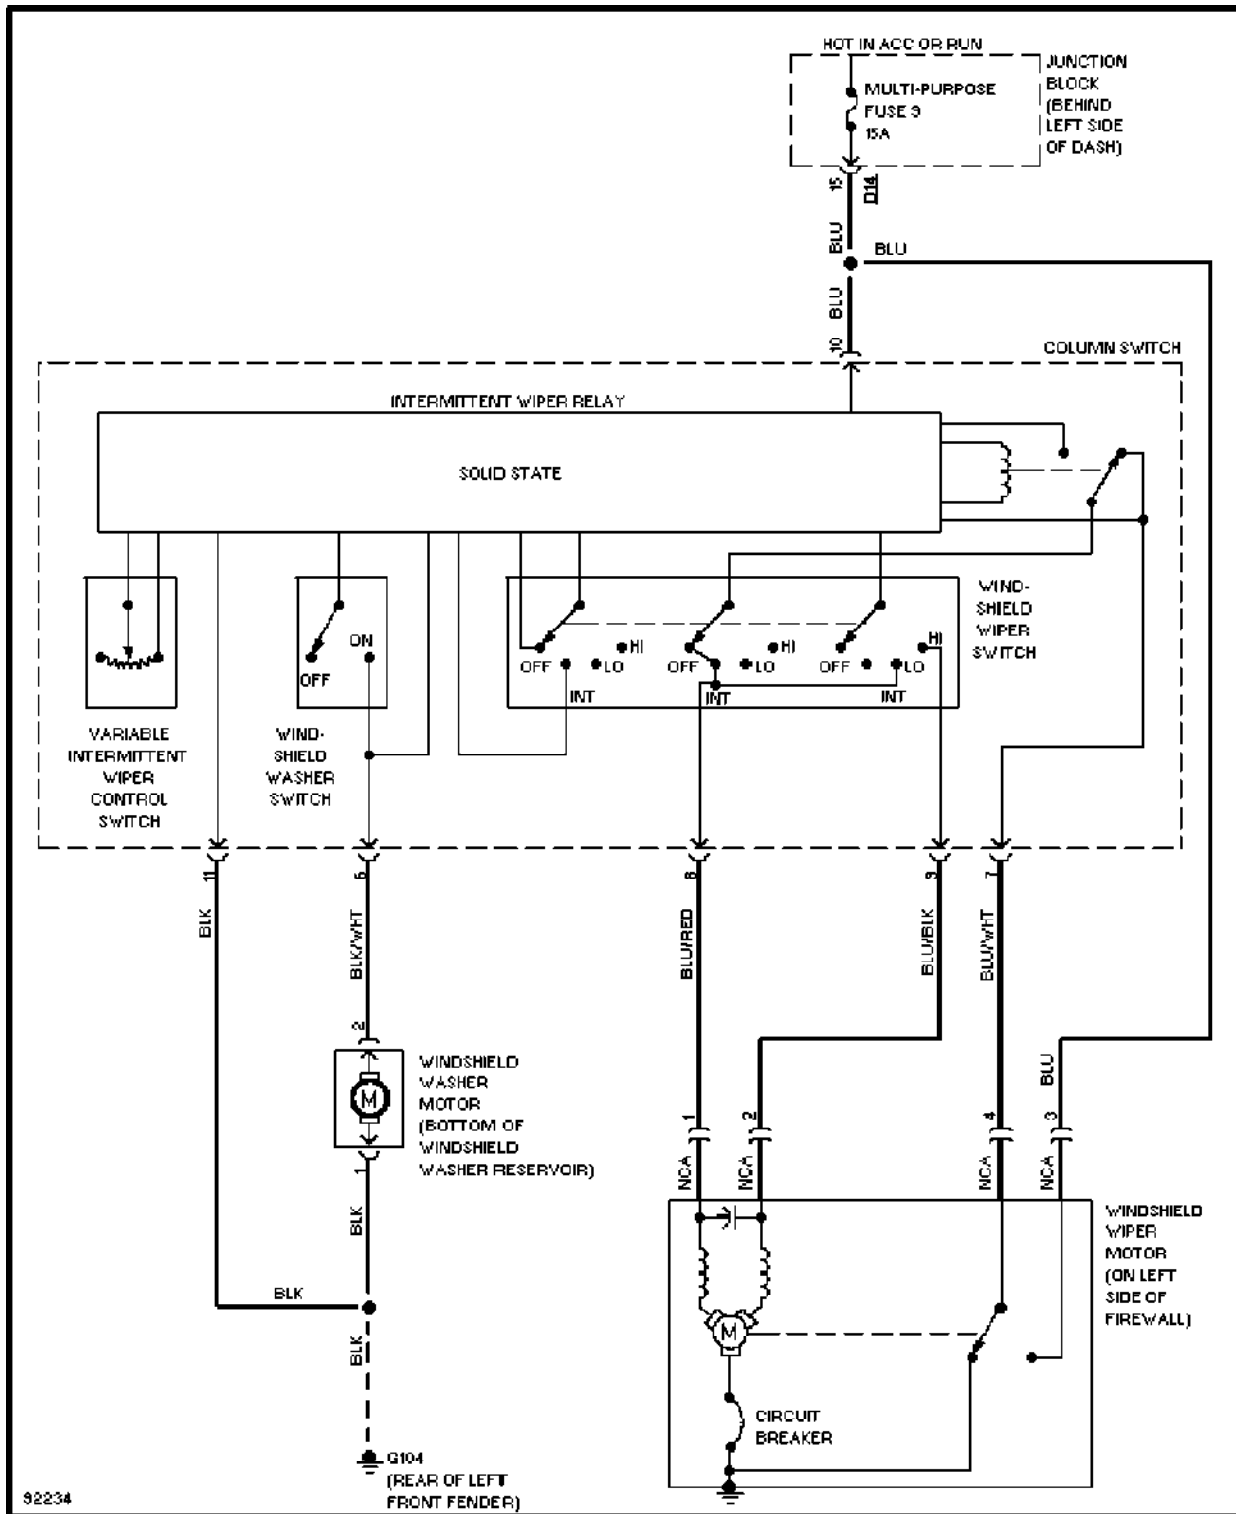 HOT IN ACC OR RUN
JUNCTION
BLOCK
(BEHIND
LEFT SIDE
OF DASH)
MULTI-PURPOSE
FUSE 9
15A
15
D14
BLU
BLU
BLU
10
COLUMN SWITCH
INTERMITTENT WIPER RELAY
SOLID STATE
ON
OFF
OFF
INT
LO
HI
OFF
INT
LO
HI
OFF
INT
LO
HI
WIND-
SHIELD
WIPER
SWITCH
VARIABLE
INTERMITTENT
WIPER
CONTROL
SWITCH
WIND-
SHIELD
WASHER
SWITCH
11
5
9
7
BLK
BLK/WHT
BLU/RED
BLU/BLK
BLU/WHT
2
WINDSHIELD
WASHER
MOTOR
(BOTTOM OF
WINDSHIELD
WASHER RESERVOIR)
M
1
BLK
BLU
1
2
4
3
NCA
NCA
NCA
NCA
WINDSHIELD
WIPER
MOTOR
(ON LEFT
SIDE OF
FIREWALL)
M
CIRCUIT
BREAKER
BLK
BLK
G104
(REAR OF LEFT
FRONT FENDER)
92234